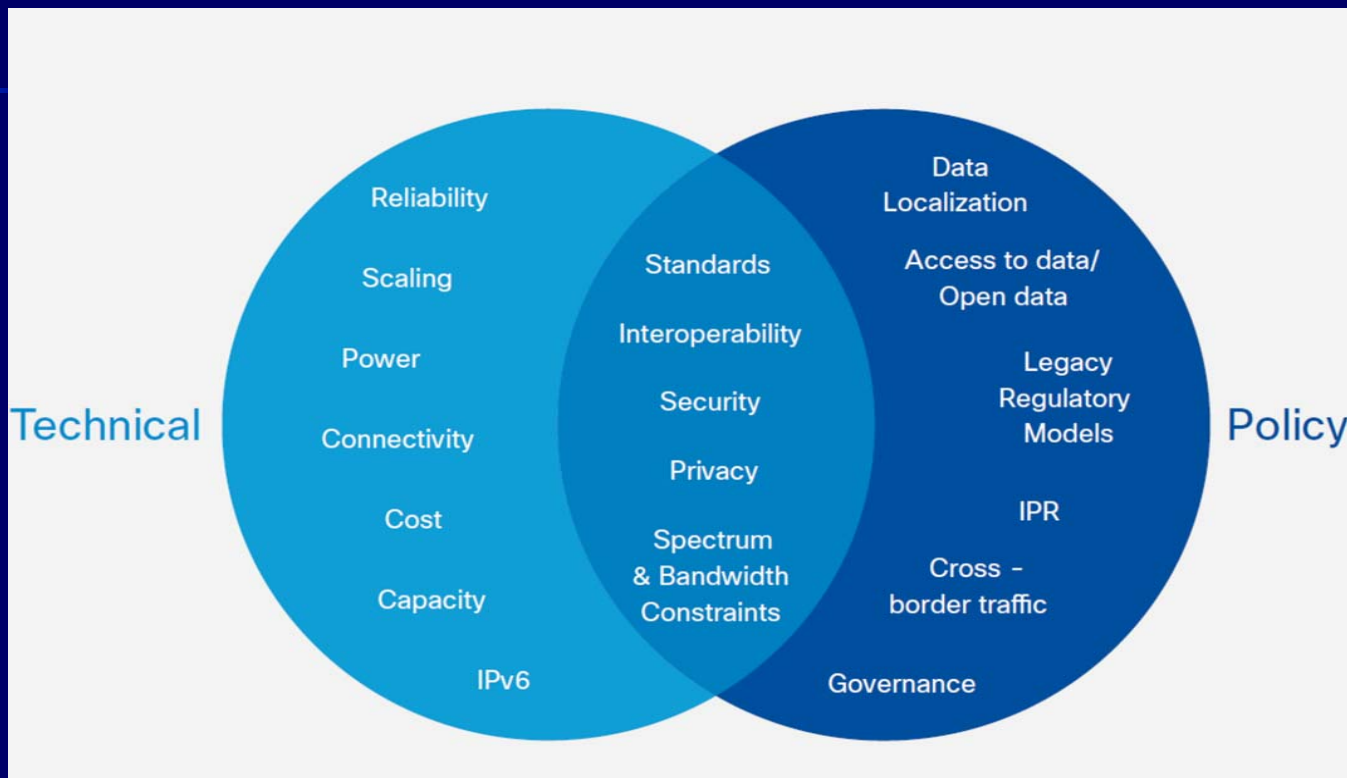 Technical
Reliability
Scaling
Power
Connectivity
Cost
Capacity
IPv6
Standards
Interoperability
Security
Privacy
Spectrum
& Bandwidth
Constraints
Data
Localization
Access to data/
Open data
Legacy
Regulatory
Models
IPR
Cross -
border traffic
Governance
Policy